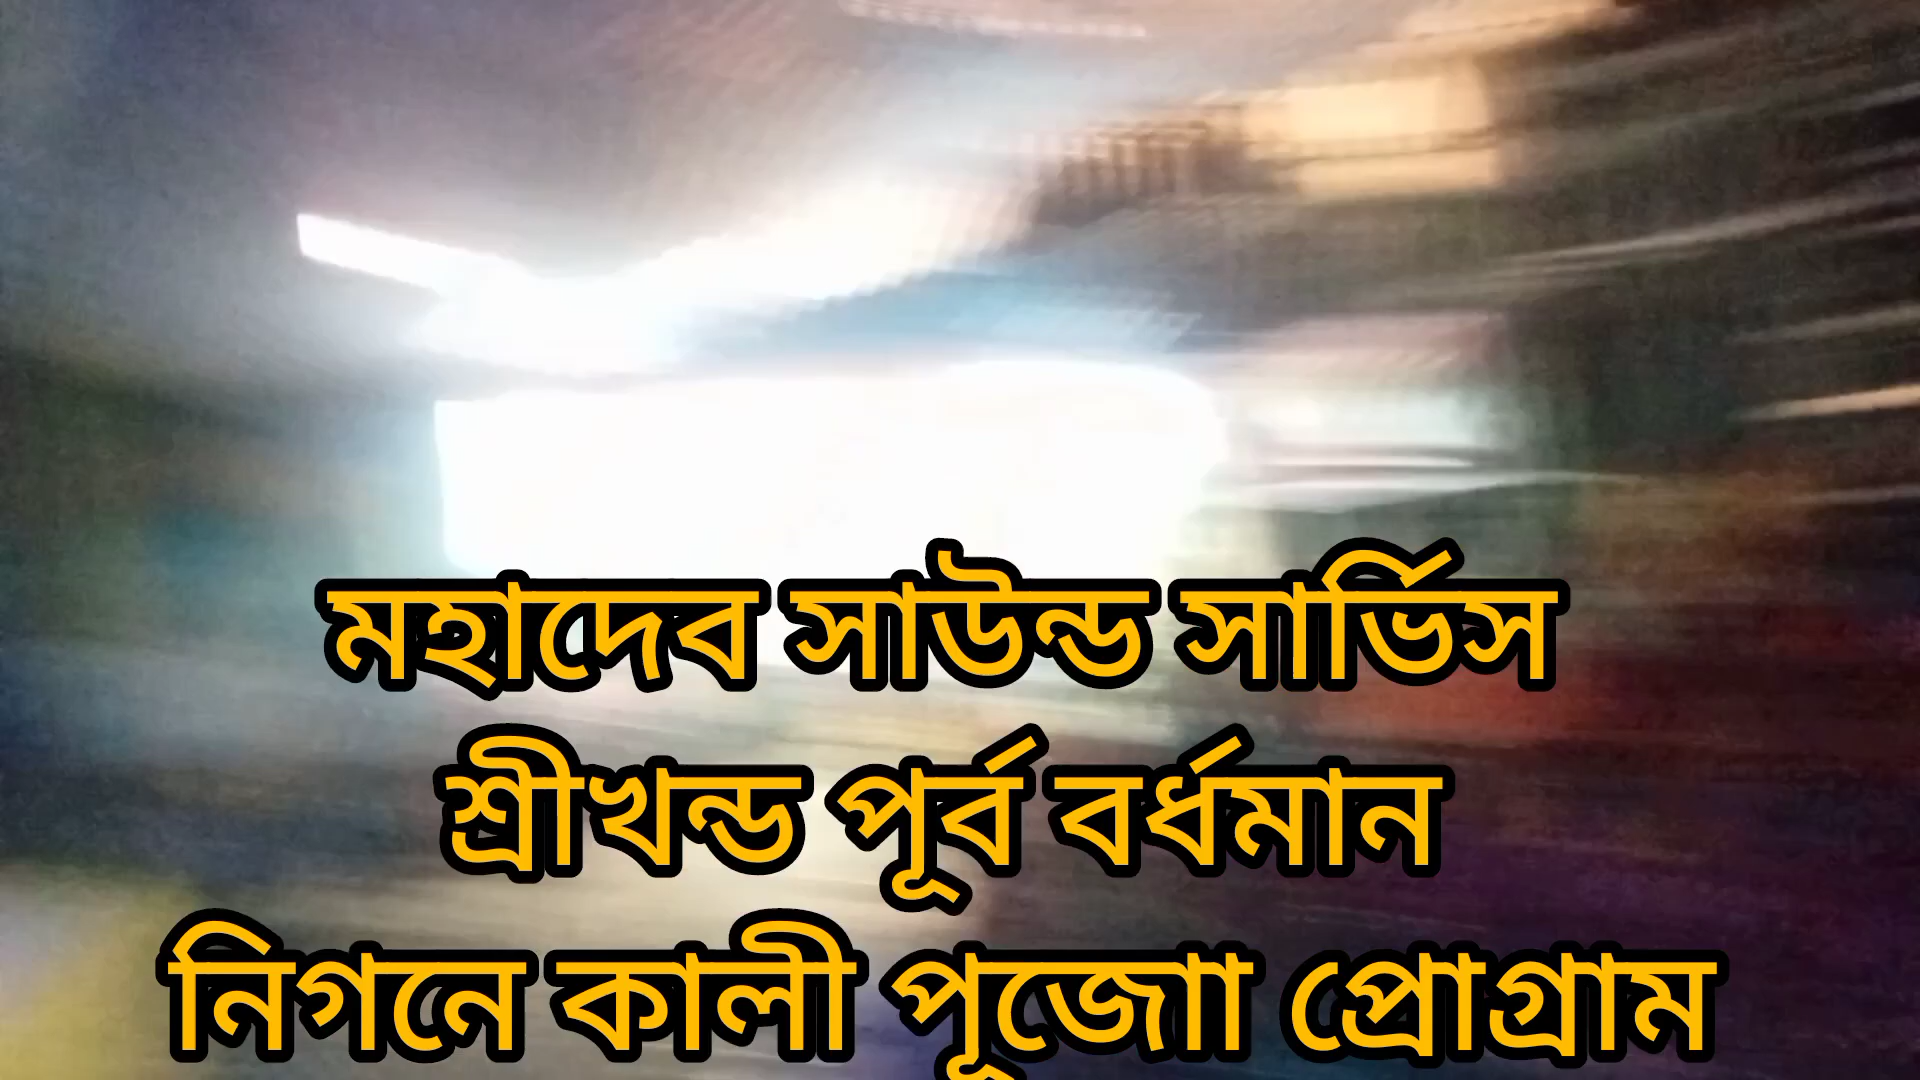 মহাদেব সাউন্ড সার্ভিস
শ্রীখন্ড পূর্ব বর্ধমান
নিগনে কালী পূজোা প্রোগ্রাম